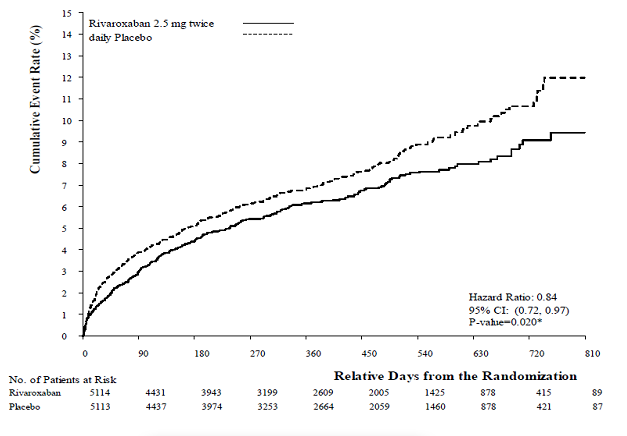 Rivaroxaban 2.5 mg twice
daily Placebo
Cumulative Event Rate (%)
15
14
13
12
11
10
9
8
7
6
5
4
3
2
1
0
Hazard Ratio: 0.84
95% CI: (0.72, 0.97)
P-value=0.020*
0 90 180 270 360 450 540 630 720 810
Relative Days from the Randomization
No. of Patients at Risk
Rivaroxaban 5114 4431 3943 3199 2609 2005 1425 878 415 89
Placebo 5113 4437 3974 3253 2664 2059 1460 878 421 87